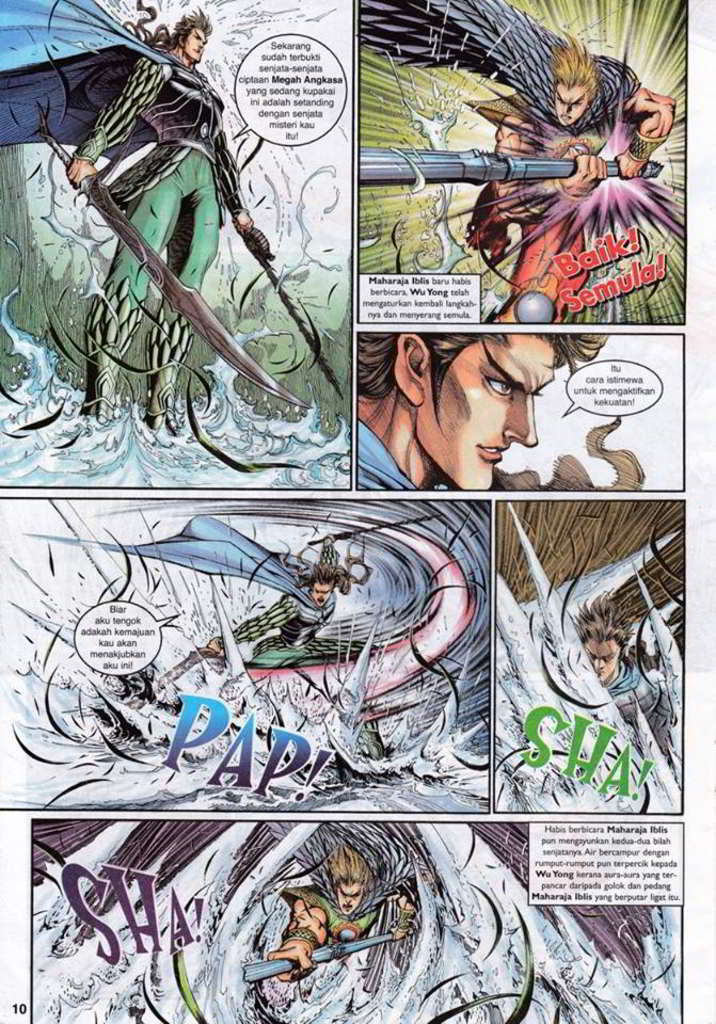 Sekarang
sudah terbukti
senjata-senjata
ciptaan Megah Angkasa
yang sedang kupakai
ini adalah setanding
dengan senjata
misteri kau
itu!
Baik!
Semula!
Maharaja Iblis baru habis
berbicara, Wu Yong telah
mengaturkan kembali langkah-
nya dan menyerang semula.
Itu
cara istimewa
untuk mengaktifkan
kekuatan!
Biar
aku tengok
adakah kemajuan
kau akan
menakjubkan
aku ini!
PAP!
SHA!
Habis berbicara Maharaja Iblis
pun mengayunkan kedua-dua bilah
senjatanya. Air bercampur dengan
rumput-rumput pun terpercik kepada
Wu Yong kerana aura-aura yang ter-
pancar daripada golok dan pedang
Maharaja Iblis yang berputar ligat itu.
SHA!
10